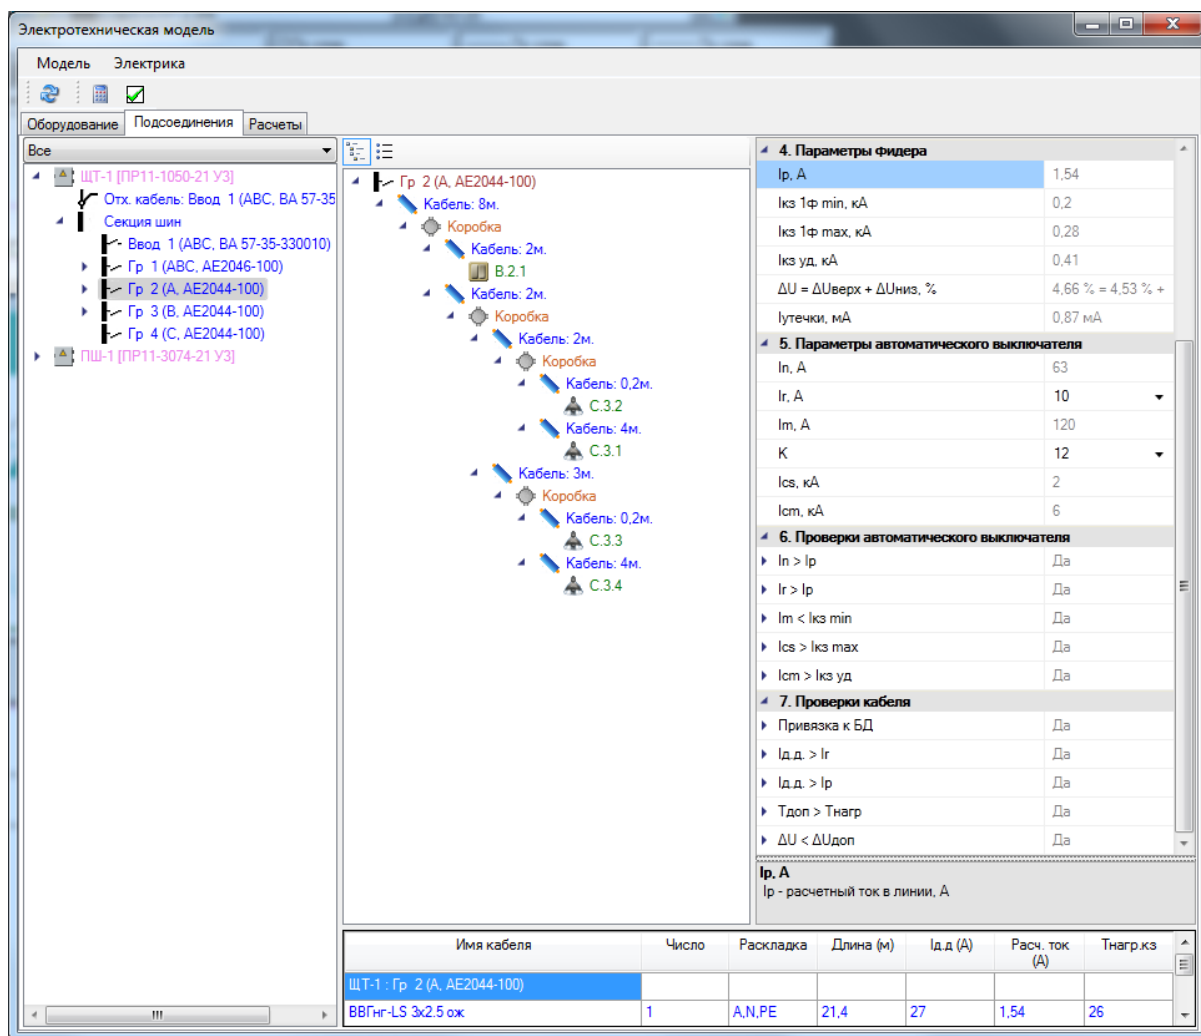 Электротехническая модель
Модель Электрика
Оборудование Подсоединения Расчеты
Все
ЩТ-1 [ПР11-1050-21 У3]
Отх. кабель: Ввод 1 (ABC, ВА 57-35
Секция шин
Ввод 1 (ABC, ВА 57-35-330010)
Гр 1 (ABC, АЕ2046-100)
Гр 2 (A, АЕ2044-100)
Гр 3 (B, АЕ2044-100)
Гр 4 (C, АЕ2044-100)
ПШ-1 [ПР11-3074-21 У3]
Гр 2 (A, АЕ2044-100)
Кабель: 8м.
Коробка
Кабель: 2м.
В.2.1
Кабель: 2м.
Коробка
Кабель: 2м.
Коробка
Кабель: 0,2м.
С.3.2
Кабель: 4м.
С.3.1
Кабель: 3м.
Коробка
Кабель: 0,2м.
С.3.3
Кабель: 4м.
С.3.4
4. Параметры фидера
Iр, А 1,54
Iкз 1ф min, кА 0,2
Iкз 1ф max, кА 0,28
Iкз уд, кА 0,41
ΔU = ΔUверх + ΔUниз, % 4,66 % = 4,53 % +
Iутечки, мА 0,87 мА
5. Параметры автоматического выключателя
In, А 63
Ir, А 10
Im, А 120
К 12
Ics, кА 2
Icm, кА 6
6. Проверки автоматического выключателя
In > Iр Да
Ir > Iр Да
Im < Iкз min Да
Ics > Iкз max Да
Icm > Iкз уд Да
7. Проверки кабеля
Привязка к БД Да
Iд.д. > Ir Да
Iд.д. > Iр Да
Tдоп > Tнагр Да
ΔU < ΔUдоп Да
Iр, А
Iр - расчетный ток в линии, А
Имя кабеля Число Раскладка Длина (м) Iд.д (А) Расч. ток (А) Tнагр.кз
ЩТ-1 : Гр 2 (A, АЕ2044-100)
ВВГнг-LS 3x2.5 ож 1 A,N,PE 21,4 27 1,54 26